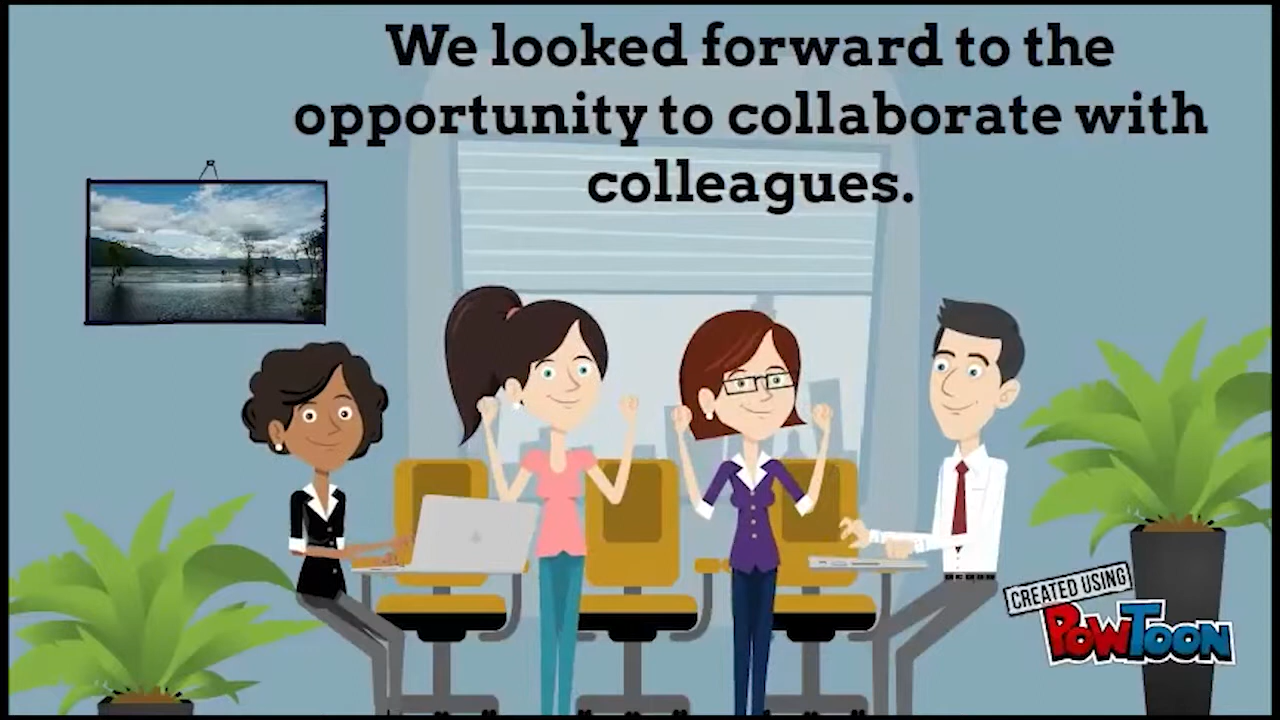 We looked forward to the
opportunity to collaborate with
colleagues.
CREATED USING
POWTOON